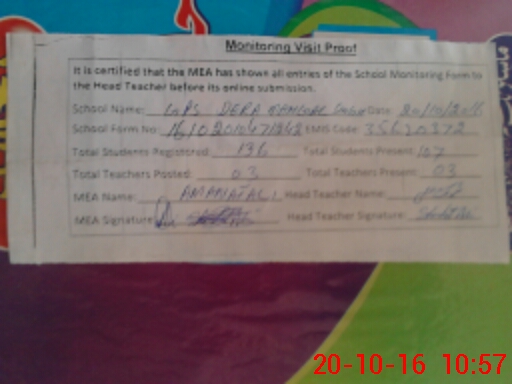 Monitoring Visit Proof
It is certified that the MEA has shown all entries of the School Monitoring Form to
the Head Teacher before its online submission.
School Name: GPS DERA Date: 20/10/2016
School Form No: EMIS Code: 35610372
Total Students Registered: 136 Total Students Present: 107
Total Teachers Posted: 03 Total Teachers Present: 03
MEA Name: Head Teacher Name:
MEA Signature: Head Teacher Signature:
20-10-16 10:57